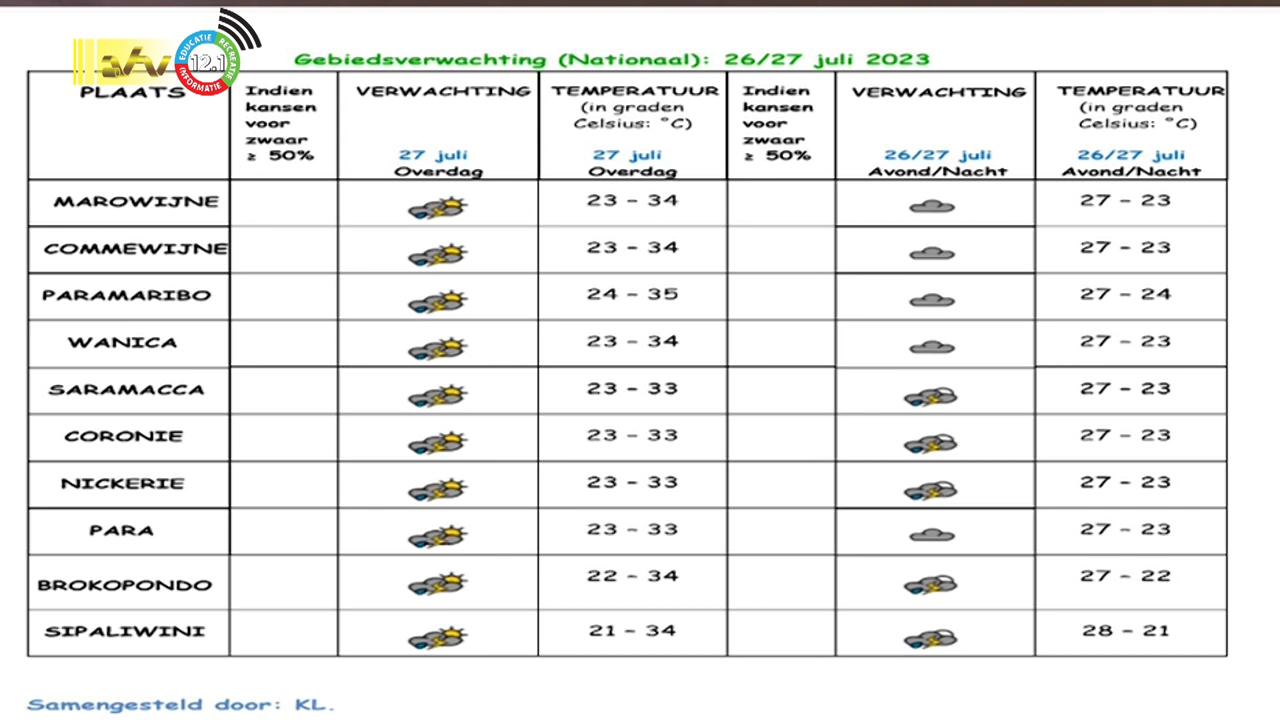 EDUCATIE RECREATIE INFORMATIE
12.1
Gebiedsverwachting (Nationaal): 26/27 juli 2023
PLAATS Indien kansen voor zwaar ≥ 50% VERWACHTING 27 juli Overdag TEMPERATUUR (in graden Celsius: °C) 27 juli Overdag Indien kansen voor zwaar ≥ 50% VERWACHTING 26/27 juli Avond/Nacht TEMPERATUUR (in graden Celsius: °C) 26/27 juli Avond/Nacht
MAROWIJNE 23 - 34 27 - 23
COMMEWIJNE 23 - 34 27 - 23
PARAMARIBO 24 - 35 27 - 24
WANICA 23 - 34 27 - 23
SARAMACCA 23 - 33 27 - 23
CORONIE 23 - 33 27 - 23
NICKERIE 23 - 33 27 - 23
PARA 23 - 33 27 - 23
BROKOPONDO 22 - 34 27 - 22
SIPALIWINI 21 - 34 28 - 21
Samengesteld door: KL.